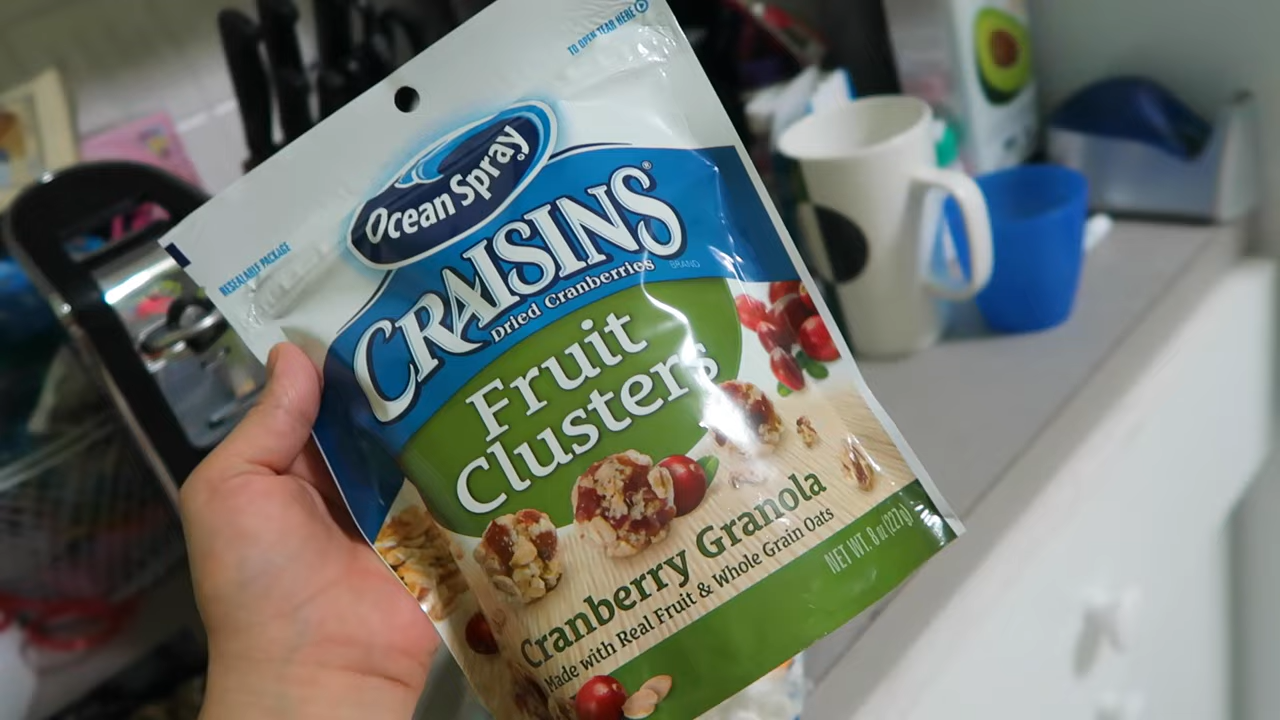 TO OPEN TEAR HERE
Ocean Spray
RESEALABLE PACKAGE
CRAISINS®
Dried Cranberries BRAND
Fruit
Clusters
Cranberry Granola
Made with Real Fruit & Whole Grain Oats
NET WT. 8 oz (227g)